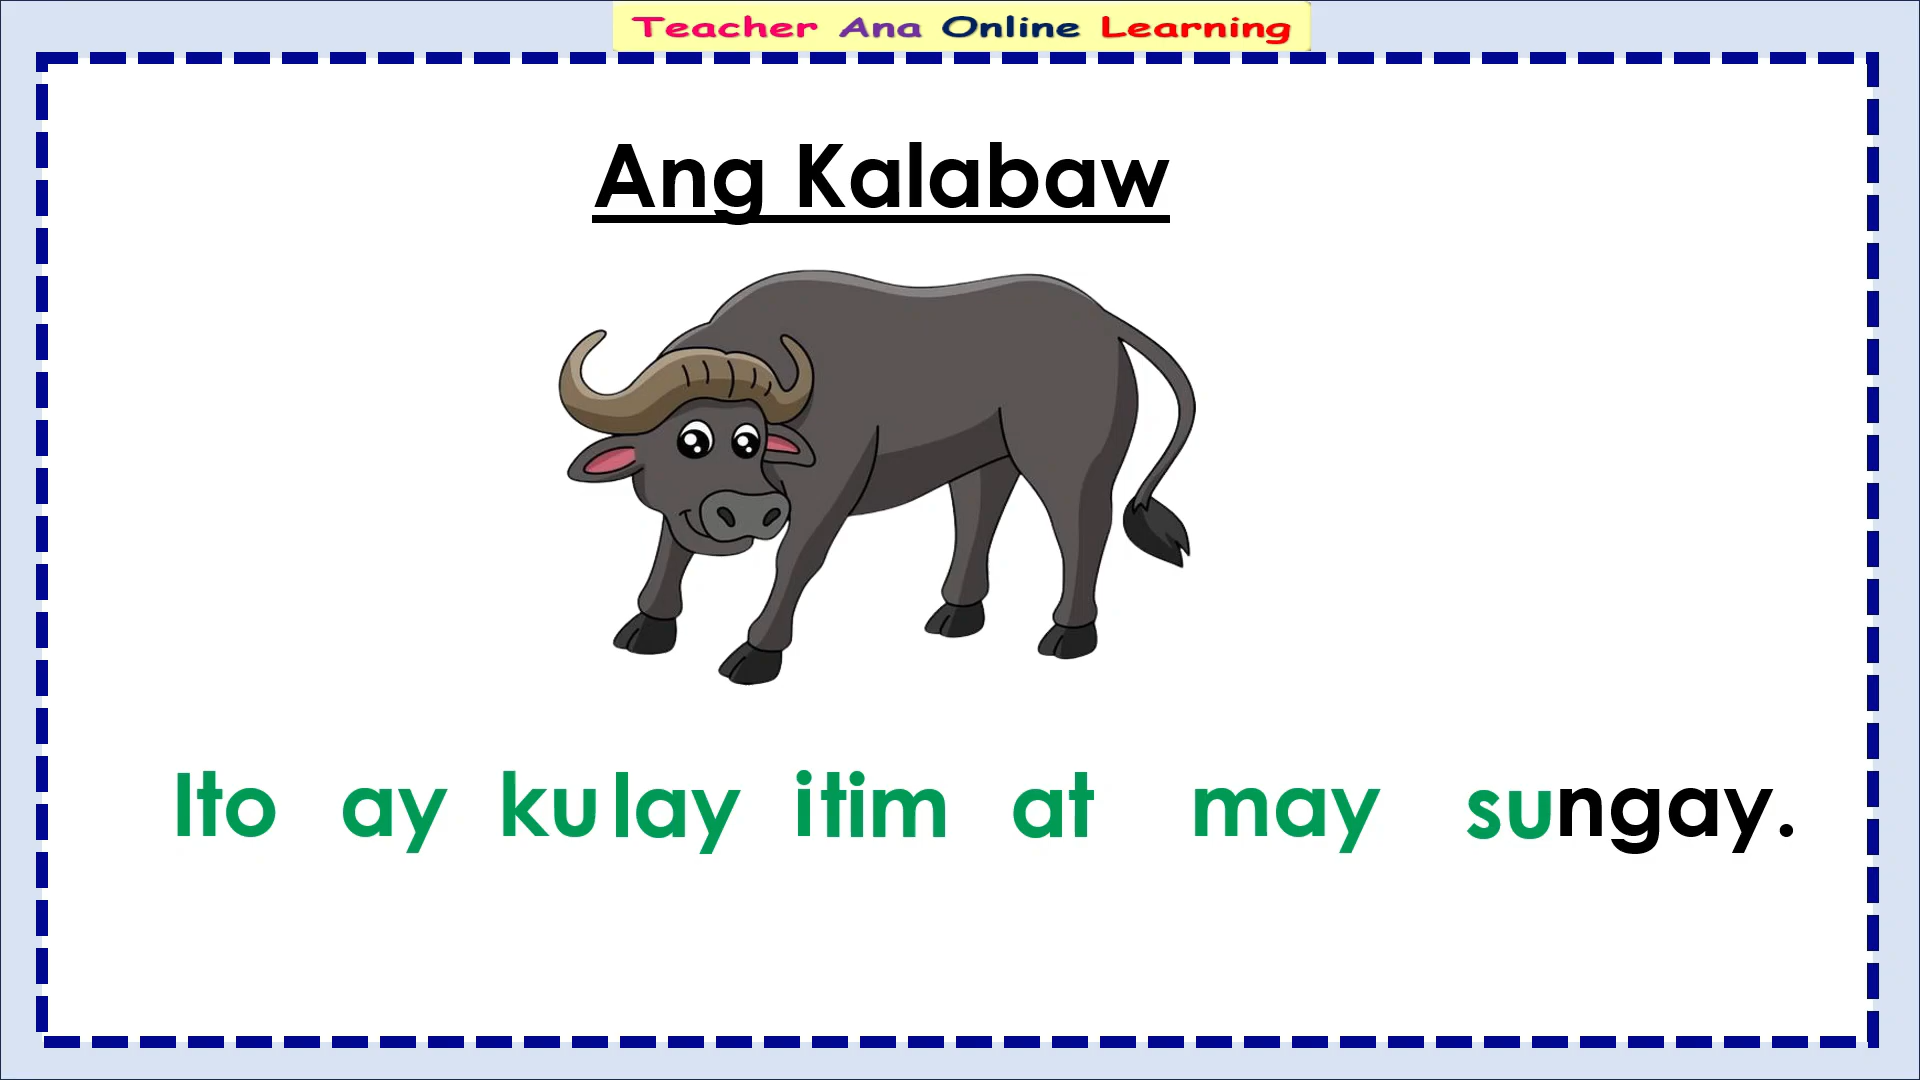 Teacher Ana Online Learning
Ang Kalabaw
Ito ay kulay itim at may sungay.